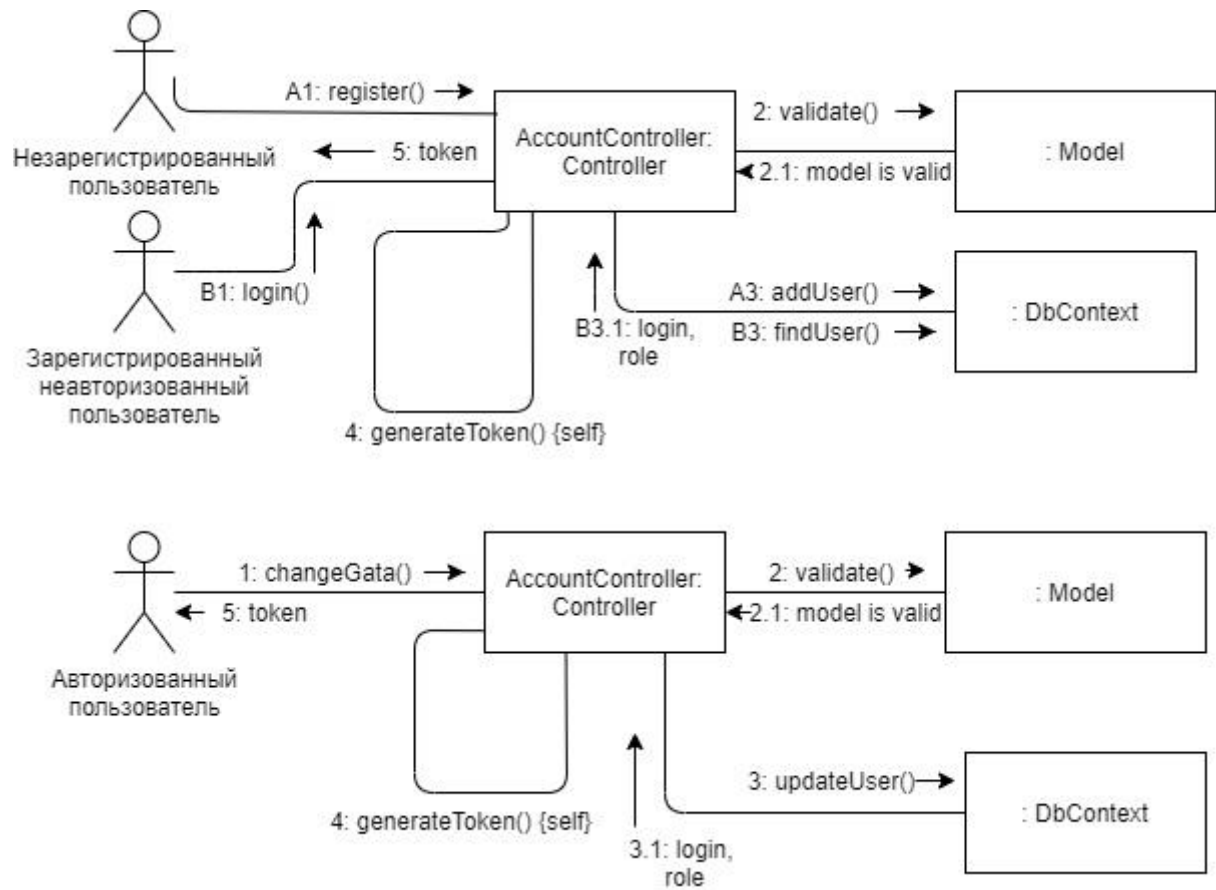 A1: register()
2: validate()
AccountController:
Controller
: Model
Незарегистрированный
пользователь
5: token
2.1: model is valid
B1: login()
A3: addUser()
B3: findUser()
: DbContext
B3.1: login,
role
Зарегистрированный
неавторизованный
пользователь
4: generateToken() {self}
1: changeGata()
5: token
AccountController:
Controller
2: validate()
2.1: model is valid
: Model
Авторизованный
пользователь
3: updateUser()
: DbContext
4: generateToken() {self}
3.1: login,
role